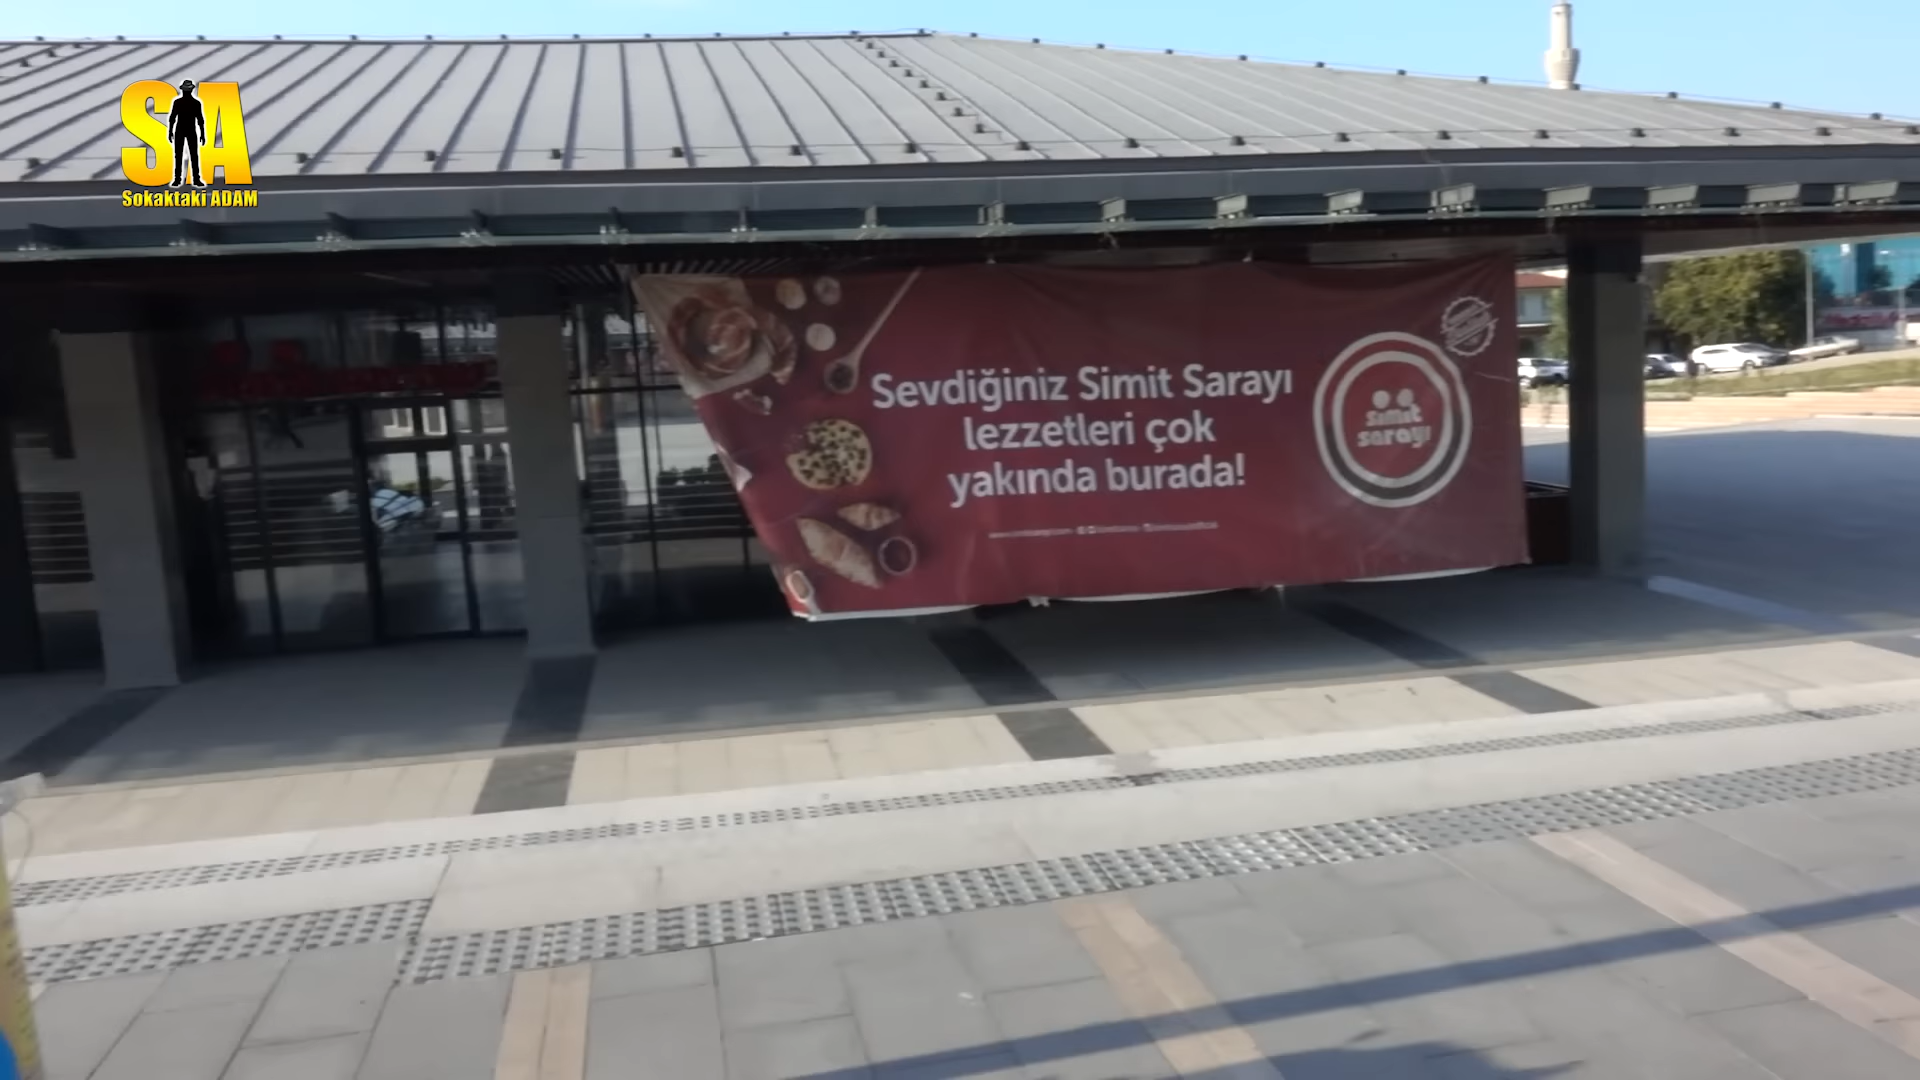 SA
Sokaktaki ADAM
Sevdiğiniz Simit Sarayı
lezzetleri çok
yakında burada!
simit
sarayı